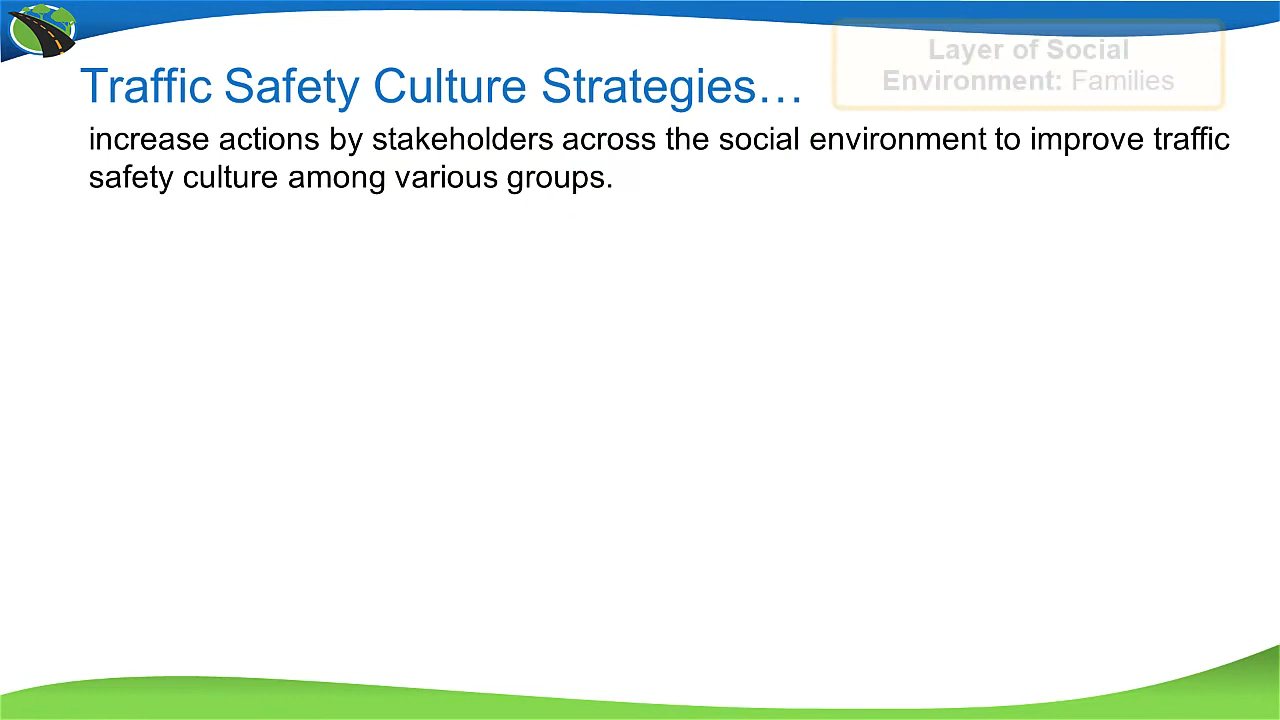 Layer of Social
Environment: Families
Traffic Safety Culture Strategies…
increase actions by stakeholders across the social environment to improve traffic
safety culture among various groups.